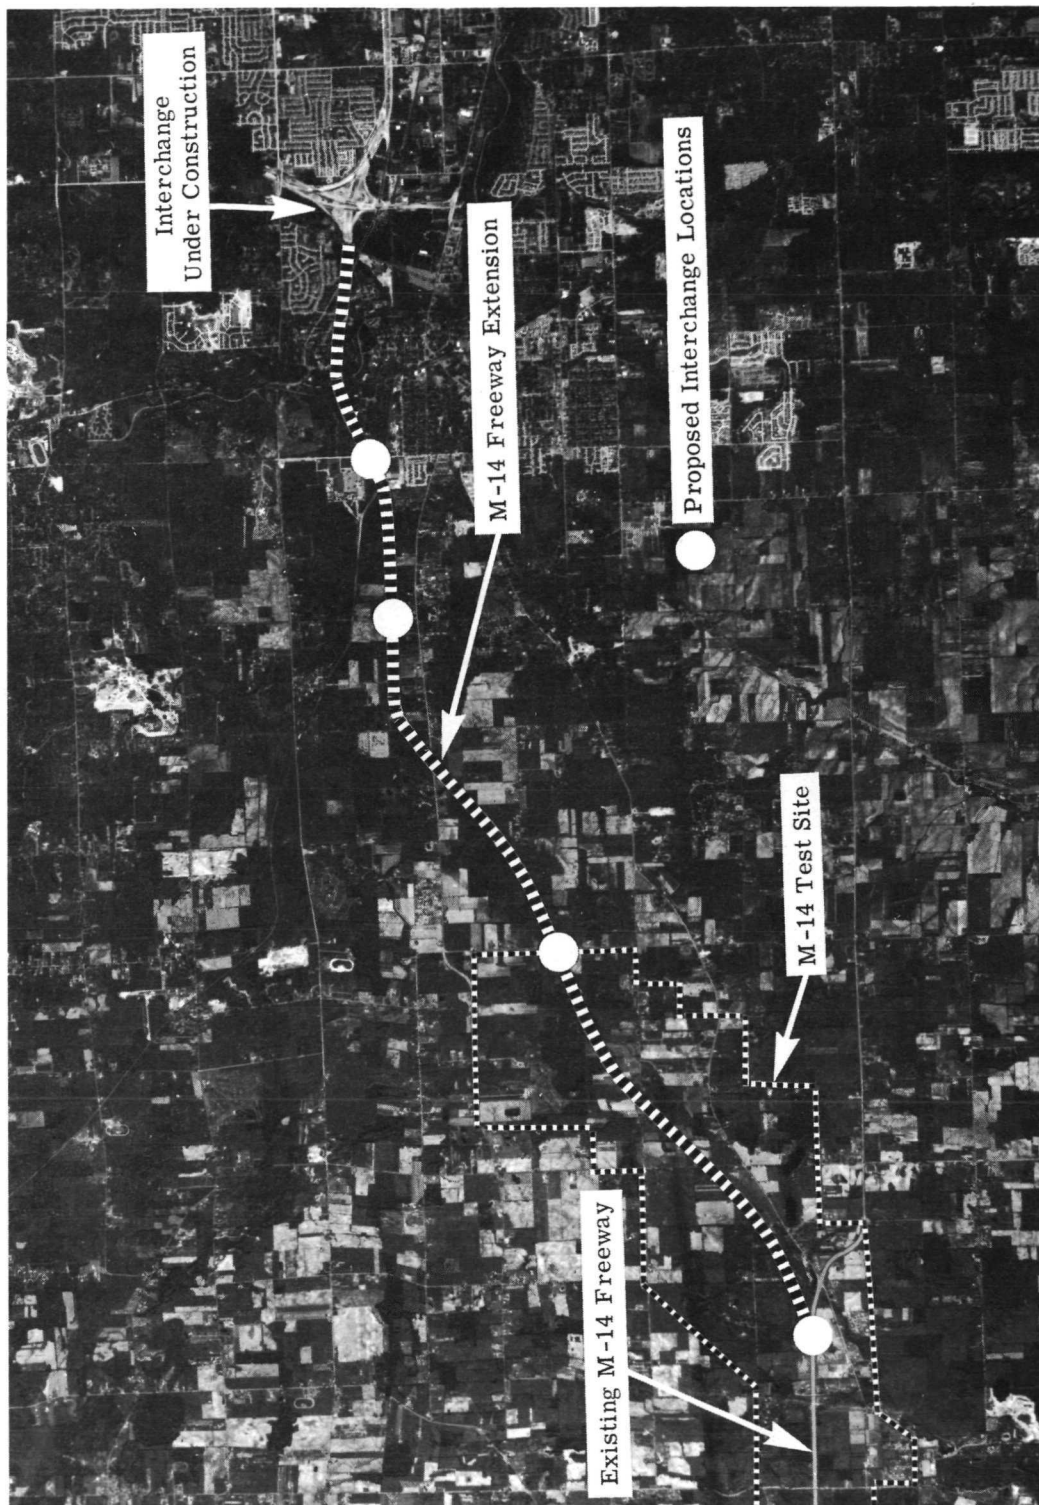 Interchange
Under Construction
M-14 Freeway Extension
Proposed Interchange Locations
M-14 Test Site
Existing M-14 Freeway